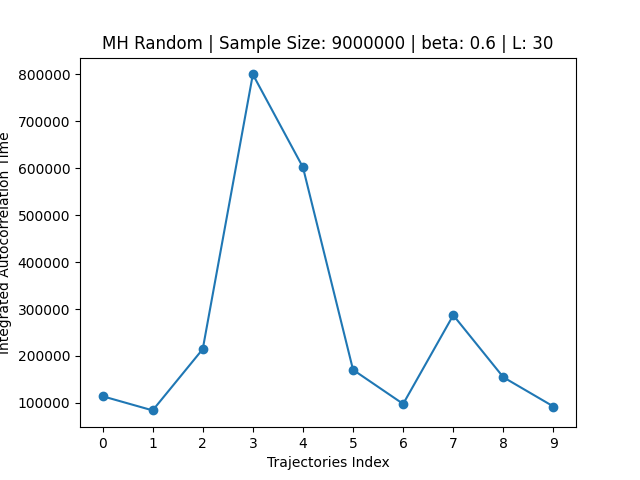 MH Random | Sample Size: 9000000 | beta: 0.6 | L: 30
Integrated Autocorrelation Time
800000
700000
600000
500000
400000
300000
200000
100000
0 1 2 3 4 5 6 7 8 9
Trajectories Index